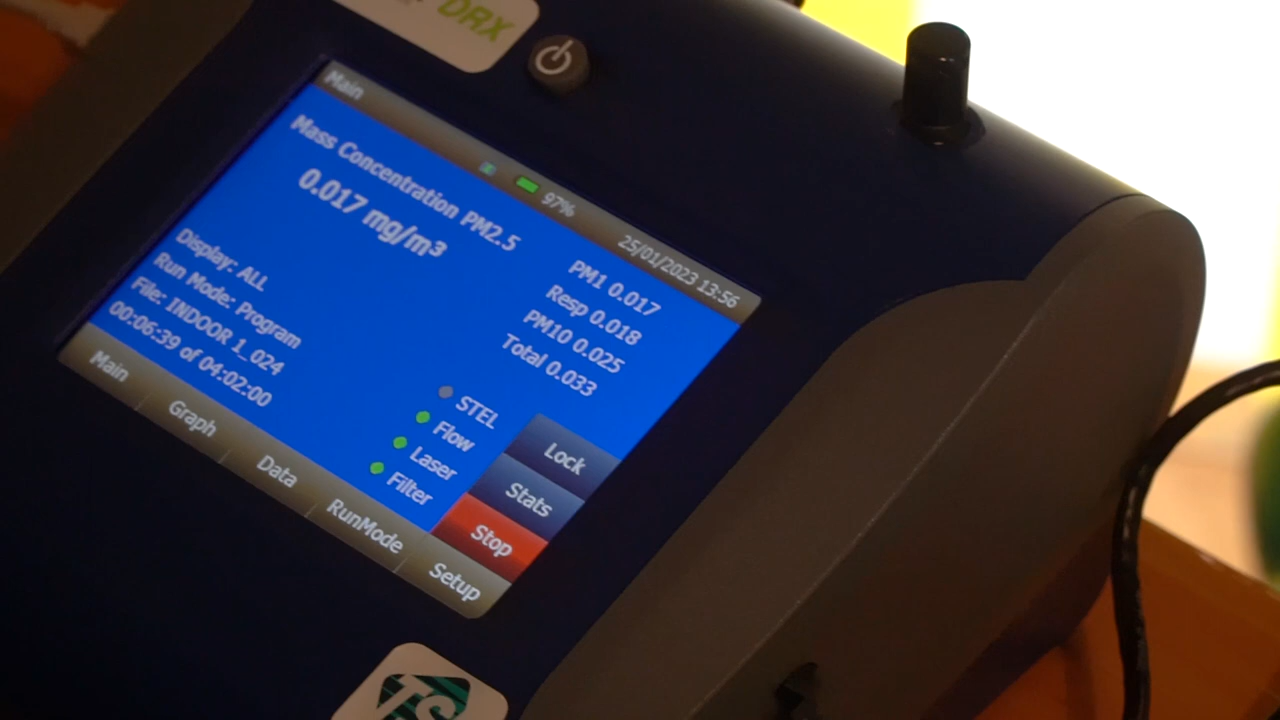 DRX
Main
97%
25/01/2023 13:56
Mass Concentration PM2.5
0.017 mg/m³
PM1 0.017
Resp 0.018
PM10 0.025
Total 0.033
Display: ALL
Run Mode: Program
File: INDOOR 1_024
00:06:39 of 04:02:00
STEL
Flow
Laser
Filter
Lock
Stats
Stop
Main
Graph
Data
RunMode
Setup
TS